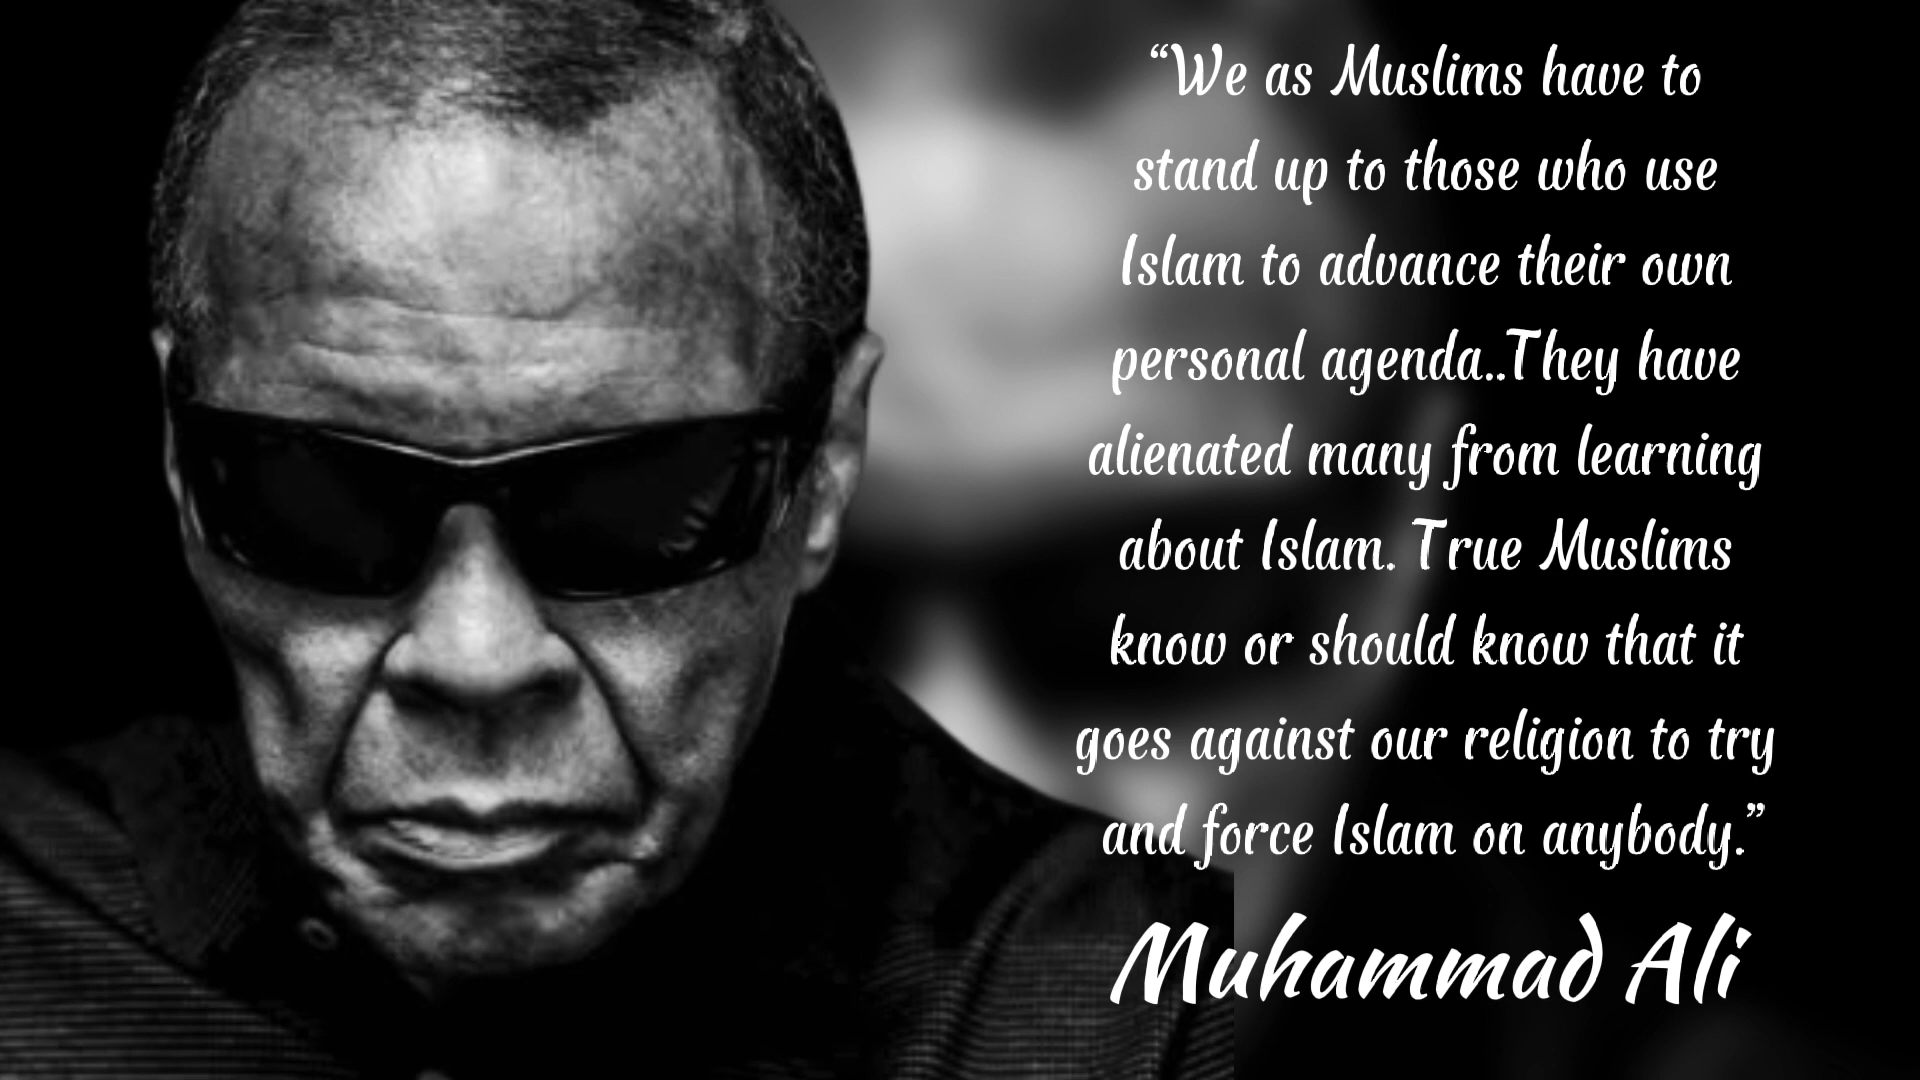 “We as Muslims have to
stand up to those who use
Islam to advance their own
personal agenda..They have
alienated many from learning
about Islam. True Muslims
know or should know that it
goes against our religion to try
and force Islam on anybody.”
Muhammad Ali